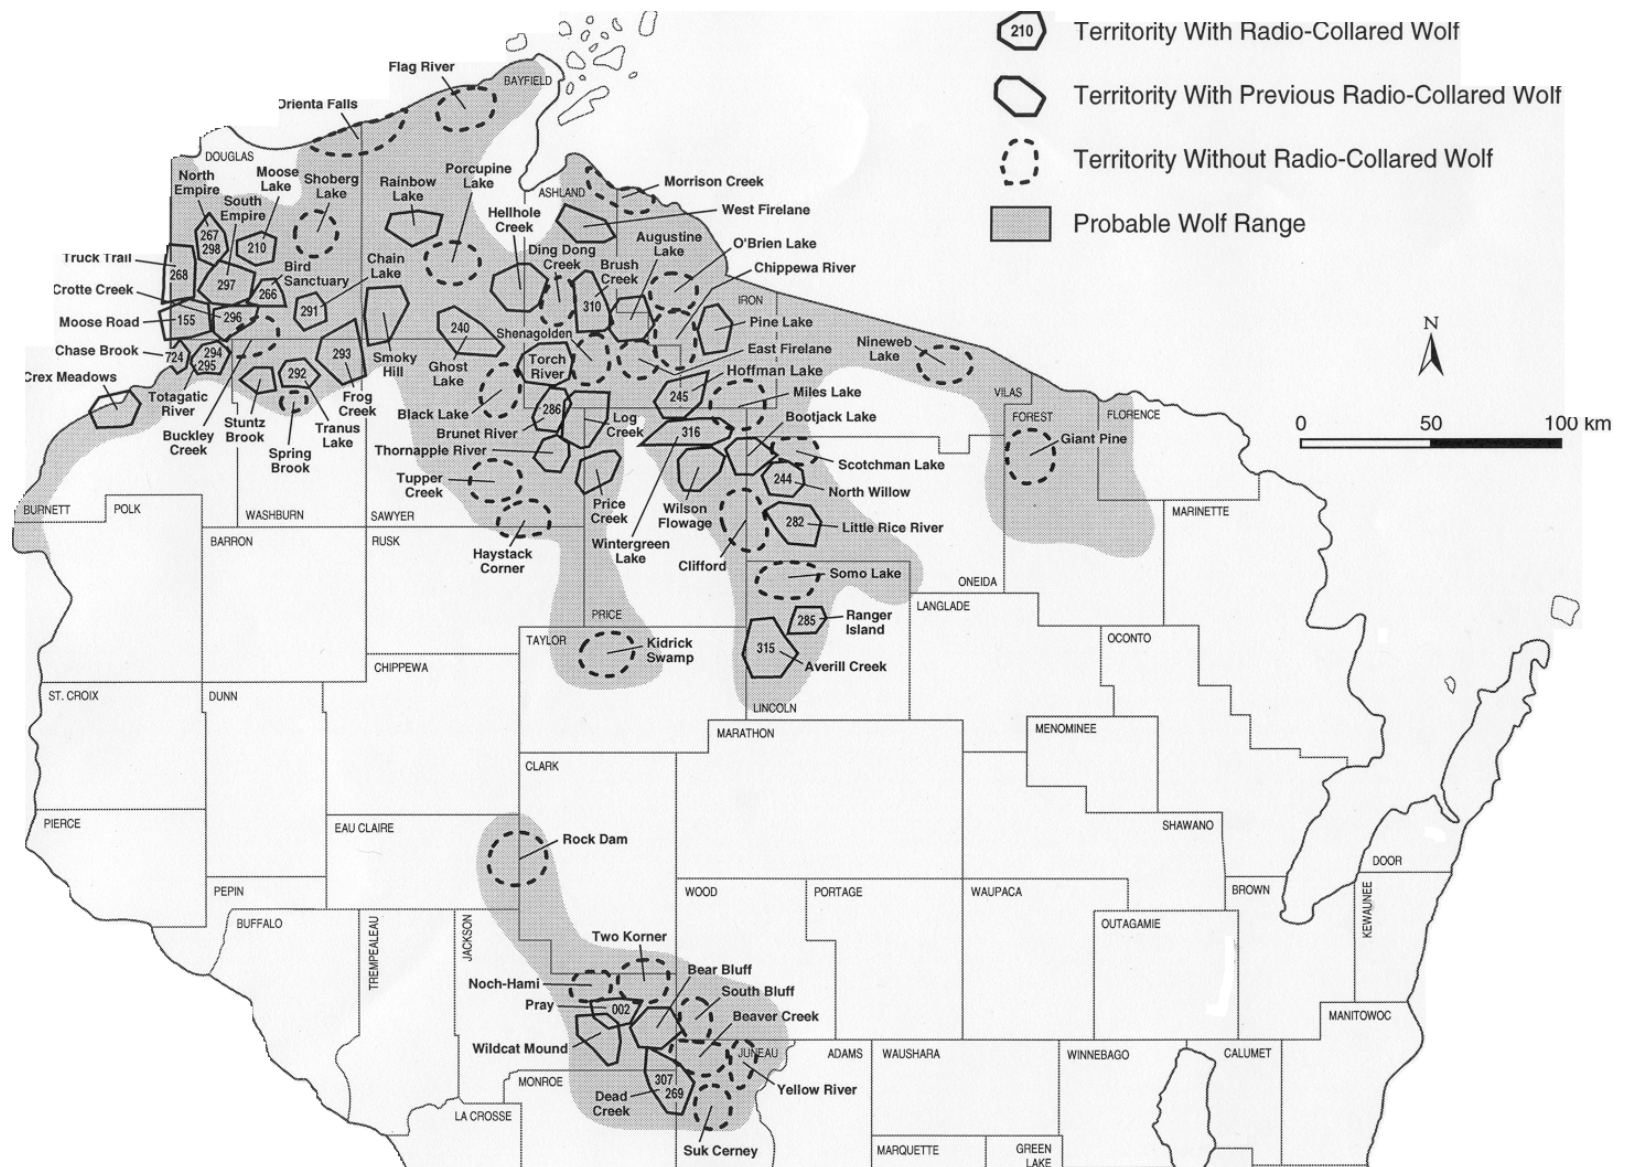 210
Territority With Radio-Collared Wolf
Territority With Previous Radio-Collared Wolf
Territority Without Radio-Collared Wolf
Probable Wolf Range
N
0
50
100 km
Flag River
BAYFIELD
Orienta Falls
DOUGLAS
North
Empire
Moose
Lake
South
Empire
Shoberg
Lake
Rainbow
Lake
Porcupine
Lake
Hellhole
Creek
ASHLAND
Morrison Creek
West Firelane
Augustine
Lake
O'Brien Lake
Ding Dong
Creek
Brush
Creek
Chippewa River
IRON
Pine Lake
Truck Trail
268
267
298
210
297
Bird
Sanctuary
266
Chain
Lake
291
Crotte Creek
Moose Road
155
296
Chase Brook
724
294
295
293
292
Smoky
Hill
240
Ghost
Lake
310
Shenagolden
Torch
River
East Firelane
Hoffman Lake
245
Miles Lake
Bootjack Lake
Nineweb
Lake
VILAS
FOREST
FLORENCE
Giant Pine
Crex Meadows
Totagatic
River
Buckley
Creek
Stuntz
Brook
Spring
Brook
Tranus
Lake
Frog
Creek
Black Lake
286
Brunet River
Log
Creek
316
Thornapple River
Scotchman Lake
244
North Willow
Tupper
Creek
Price
Creek
Wilson
Flowage
282
Little Rice River
Wintergreen
Lake
Haystack
Corner
Clifford
Somo Lake
BURNETT
POLK
WASHBURN
SAWYER
BARRON
RUSK
MARINETTE
ONEIDA
LANGLADE
PRICE
285
Ranger
Island
TAYLOR
Kidrick
Swamp
315
Averill Creek
OCONTO
CHIPPEWA
ST. CROIX
DUNN
LINCOLN
MARATHON
MENOMINEE
CLARK
PIERCE
EAU CLAIRE
SHAWANO
Rock Dam
DOOR
PEPIN
WOOD
PORTAGE
WAUPACA
BROWN
KEWAUNEE
BUFFALO
TREMPEALEAU
JACKSON
OUTAGAMIE
Two Korner
Noch-Hami
Bear Bluff
South Bluff
Pray
002
Beaver Creek
MANITOWOC
Wildcat Mound
JUNEAU
ADAMS
WAUSHARA
WINNEBAGO
CALUMET
MONROE
307
269
Dead
Creek
Yellow River
LA CROSSE
Suk Cerney
MARQUETTE
GREEN
LAKE